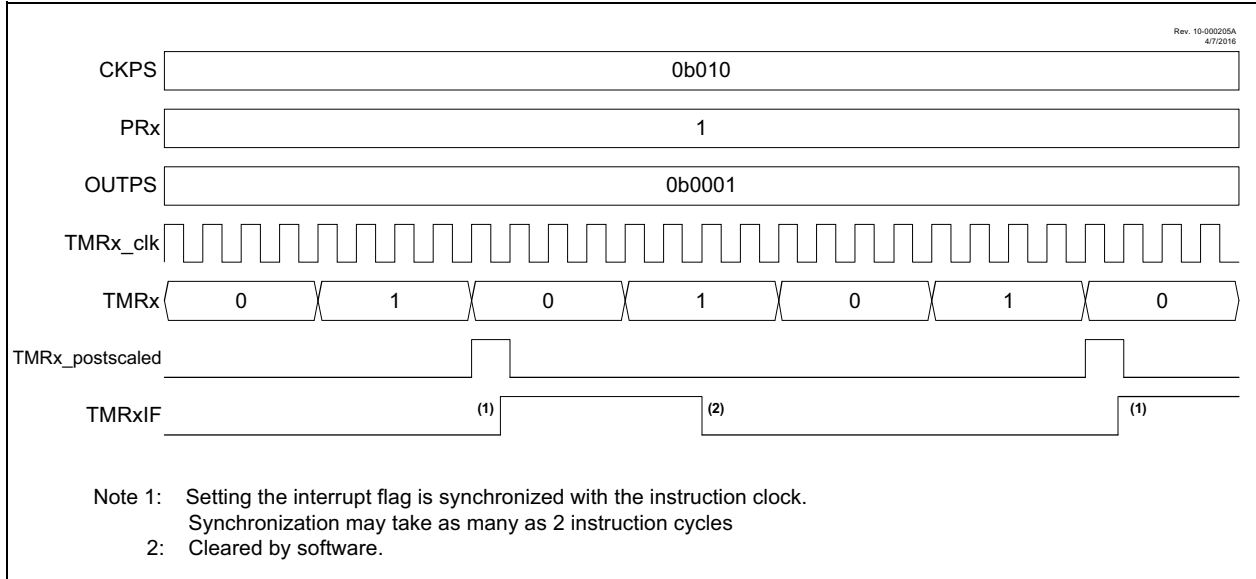 Rev. 10-000205A
4/7/2016
CKPS 0b010
PRx 1
OUTPS 0b0001
TMRx_clk
TMRx 0 1 0 1 0 1 0
TMRx_postscaled
TMRxIF (1) (2) (1)
Note 1: Setting the interrupt flag is synchronized with the instruction clock.
Synchronization may take as many as 2 instruction cycles
2: Cleared by software.